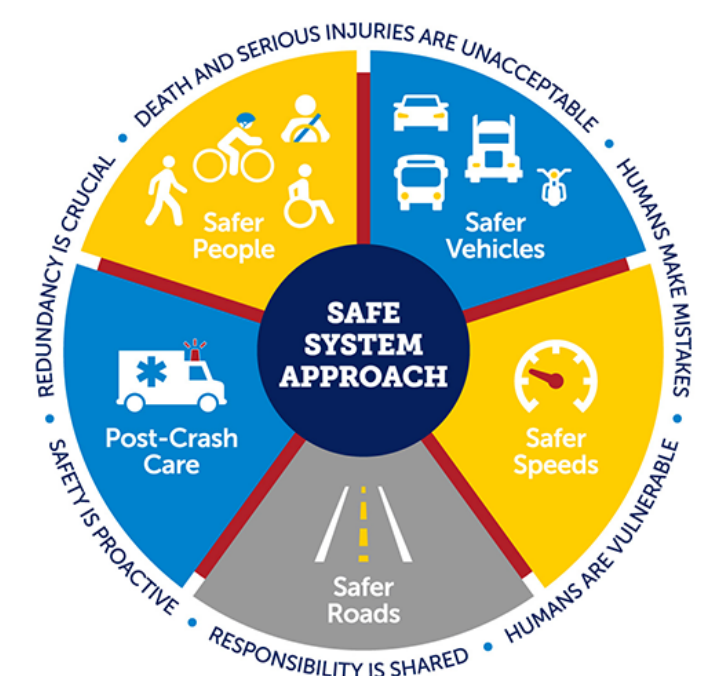 DEATH AND SERIOUS INJURIES ARE UNACCEPTABLE
HUMANS MAKE MISTAKES
HUMANS ARE VULNERABLE
RESPONSIBILITY IS SHARED
SAFETY IS PROACTIVE
REDUNDANCY IS CRUCIAL
Safer
People
Safer
Vehicles
SAFE
SYSTEM
APPROACH
Safer
Speeds
Safer
Roads
Post-Crash
Care